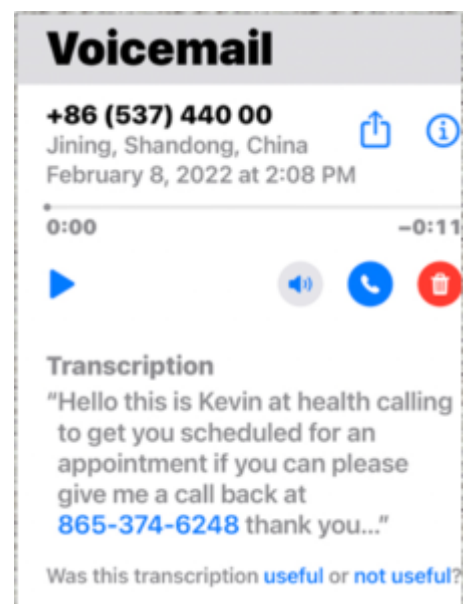 Voicemail
+86 (537) 440 00
Jining, Shandong, China
February 8, 2022 at 2:08 PM
0:00 −0:11
Transcription
“Hello this is Kevin at health calling
to get you scheduled for an
appointment if you can please
give me a call back at
865-374-6248 thank you...”
Was this transcription useful or not useful?